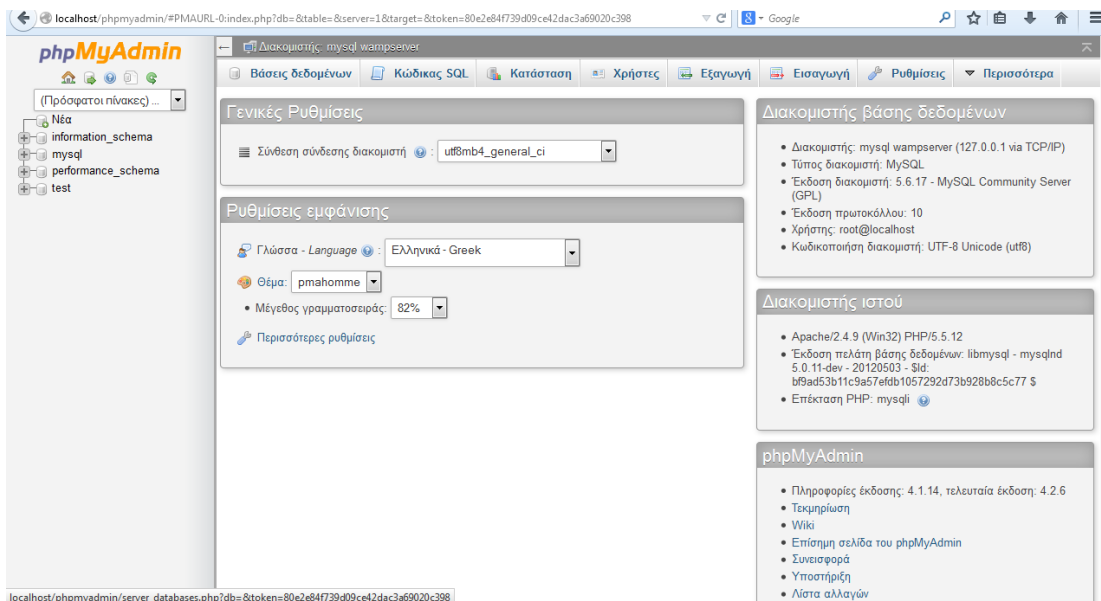 localhost/phpmyadmin/#PMAURL-0:index.php?db=&table=&server=1&target=&token=80e2e84f739d09ce42dac3a69020c398
Google
phpMyAdmin
(Πρόσφατοι πίνακες) ...
Νέα
information_schema
mysql
performance_schema
test
Διακομιστής: mysql wampserver
Βάσεις δεδομένων
Κώδικας SQL
Κατάσταση
Χρήστες
Εξαγωγή
Εισαγωγή
Ρυθμίσεις
Περισσότερα
Γενικές Ρυθμίσεις
Σύνθεση σύνδεσης διακομιστή : utf8mb4_general_ci
Ρυθμίσεις εμφάνισης
Γλώσσα - Language : Ελληνικά - Greek
Θέμα: pmahomme
• Μέγεθος γραμματοσειράς: 82%
Περισσότερες ρυθμίσεις
Διακομιστής βάσης δεδομένων
• Διακομιστής: mysql wampserver (127.0.0.1 via TCP/IP)
• Τύπος διακομιστή: MySQL
• Έκδοση διακομιστή: 5.6.17 - MySQL Community Server
(GPL)
• Έκδοση πρωτοκόλλου: 10
• Χρήστης: root@localhost
• Κωδικοποίηση διακομιστή: UTF-8 Unicode (utf8)
Διακομιστής ιστού
• Apache/2.4.9 (Win32) PHP/5.5.12
• Έκδοση πελάτη βάσης δεδομένων: libmysql - mysqlnd
5.0.11-dev - 20120503 - $Id:
bf9ad53b11c9a57efdb1057292d73b928b8c5c77 $
• Επέκταση PHP: mysqli
phpMyAdmin
• Πληροφορίες έκδοσης: 4.1.14, τελευταία έκδοση: 4.2.6
• Τεκμηρίωση
• Wiki
• Επίσημη σελίδα του phpMyAdmin
• Συνεισφορά
• Υποστήριξη
• Λίστα αλλαγών
localhost/phpmyadmin/server_databases.php?db=&token=80e2e84f739d09ce42dac3a69020c398